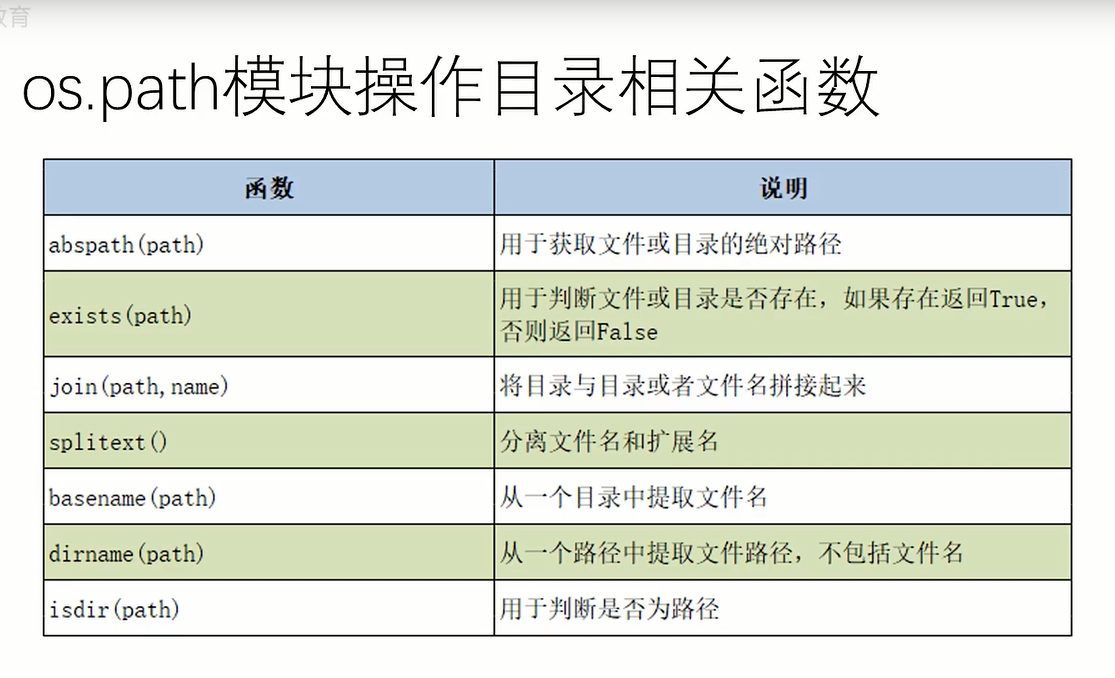 教育
os.path模块操作目录相关函数
函数 说明
abspath(path) 用于获取文件或目录的绝对路径
exists(path) 用于判断文件或目录是否存在，如果存在返回True，
否则返回False
join(path,name) 将目录与目录或者文件名拼接起来
splitext() 分离文件名和扩展名
basename(path) 从一个目录中提取文件名
dirname(path) 从一个路径中提取文件路径，不包括文件名
isdir(path) 用于判断是否为路径